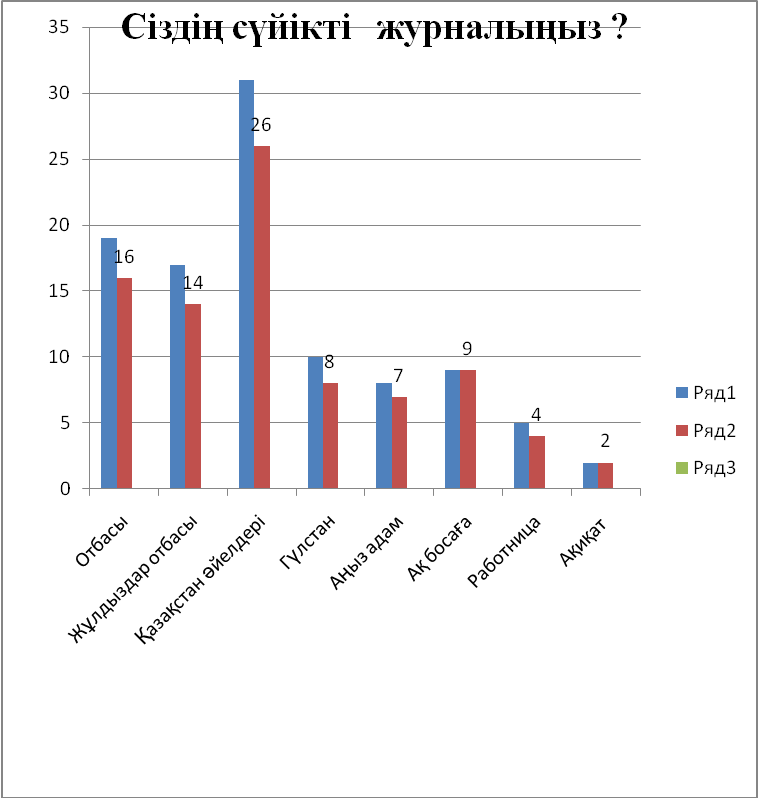 Сіздің сүйікті журналыңыз ?
35
30
25
20
15
10
5
0
16
14
26
8
7
9
4
2
Отбасы
Жұлдыздар отбасы
Қазақстан әйелдері
Гүлстан
Аңыз адам
Ақ босаға
Работница
Ақиқат
Ряд1
Ряд2
Ряд3